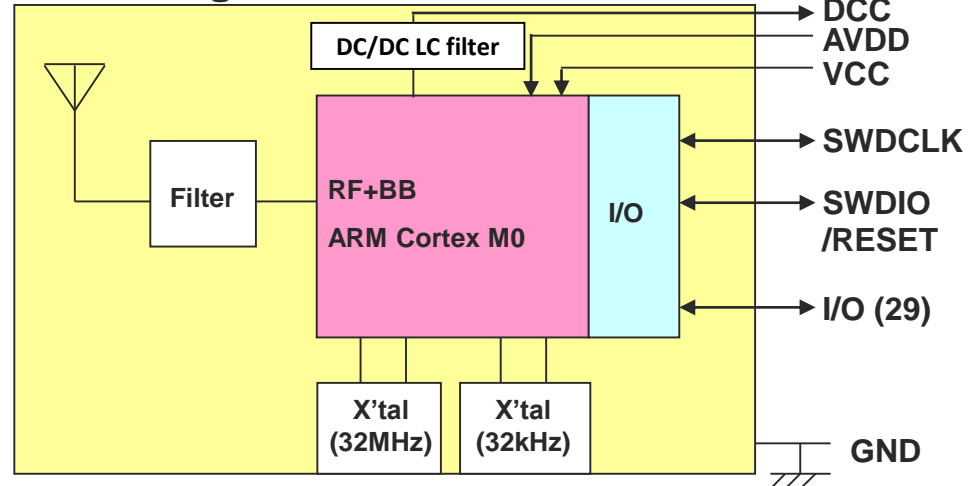 DCC
DC/DC LC filter
AVDD
VCC
SWDCLK
Filter
RF+BB
ARM Cortex M0
I/O
SWDIO
/RESET
I/O (29)
X'tal
(32MHz)
X'tal
(32kHz)
GND